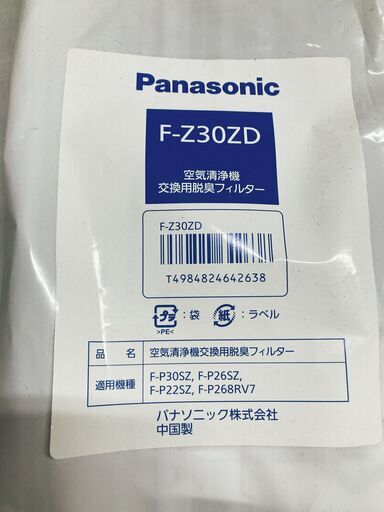 Panasonic
F-Z30ZD
空気清浄機
交換用脱臭フィルター
F-Z30ZD
T4984824642638
プラ :袋 紙 :ラベル
>PE<
品 名 空気清浄機交換用脱臭フィルター
適用機種 F-P30SZ, F-P26SZ,
F-P22SZ, F-P268RV7
パナソニック株式会社
中国製